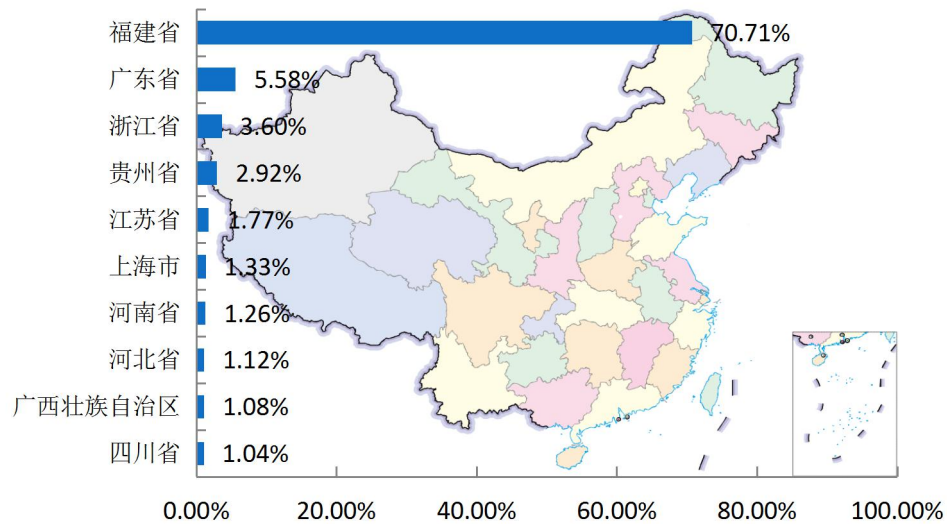 福建省 70.71%
广东省 5.58%
浙江省 3.60%
贵州省 2.92%
江苏省 1.77%
上海市 1.33%
河南省 1.26%
河北省 1.12%
广西壮族自治区 1.08%
四川省 1.04%
0.00% 20.00% 40.00% 60.00% 80.00% 100.00%